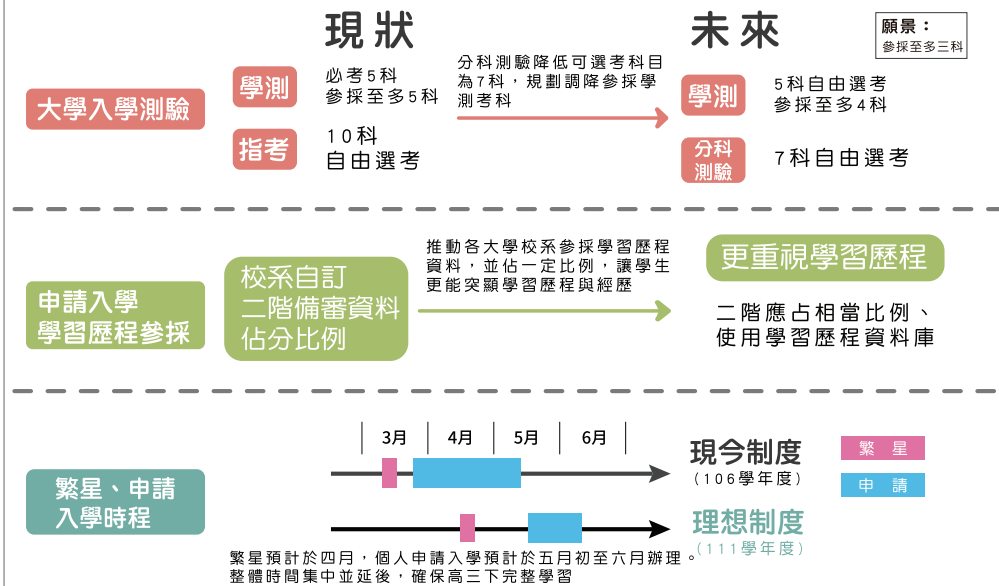 現狀
未來
願景：
參採至多三科
大學入學測驗
學測
必考5科
參採至多5科
指考
10科
自由選考
分科測驗降低可選考科目
為7科，規劃調降參採學
測考科
學測
5科自由選考
參採至多4科
分科
測驗
7科自由選考
申請入學
學習歷程參採
校系自訂
二階備審資料
佔分比例
推動各大學校系參採學習歷程
資料，並佔一定比例，讓學生
更能突顯學習歷程與經歷
更重視學習歷程
二階應占相當比例、
使用學習歷程資料庫
繁星、申請
入學時程
3月
4月
5月
6月
現今制度
(106學年度)
繁 星
申 請
理想制度
(111學年度)
繁星預計於四月，個人申請入學預計於五月初至六月辦理。
整體時間集中並延後，確保高三下完整學習